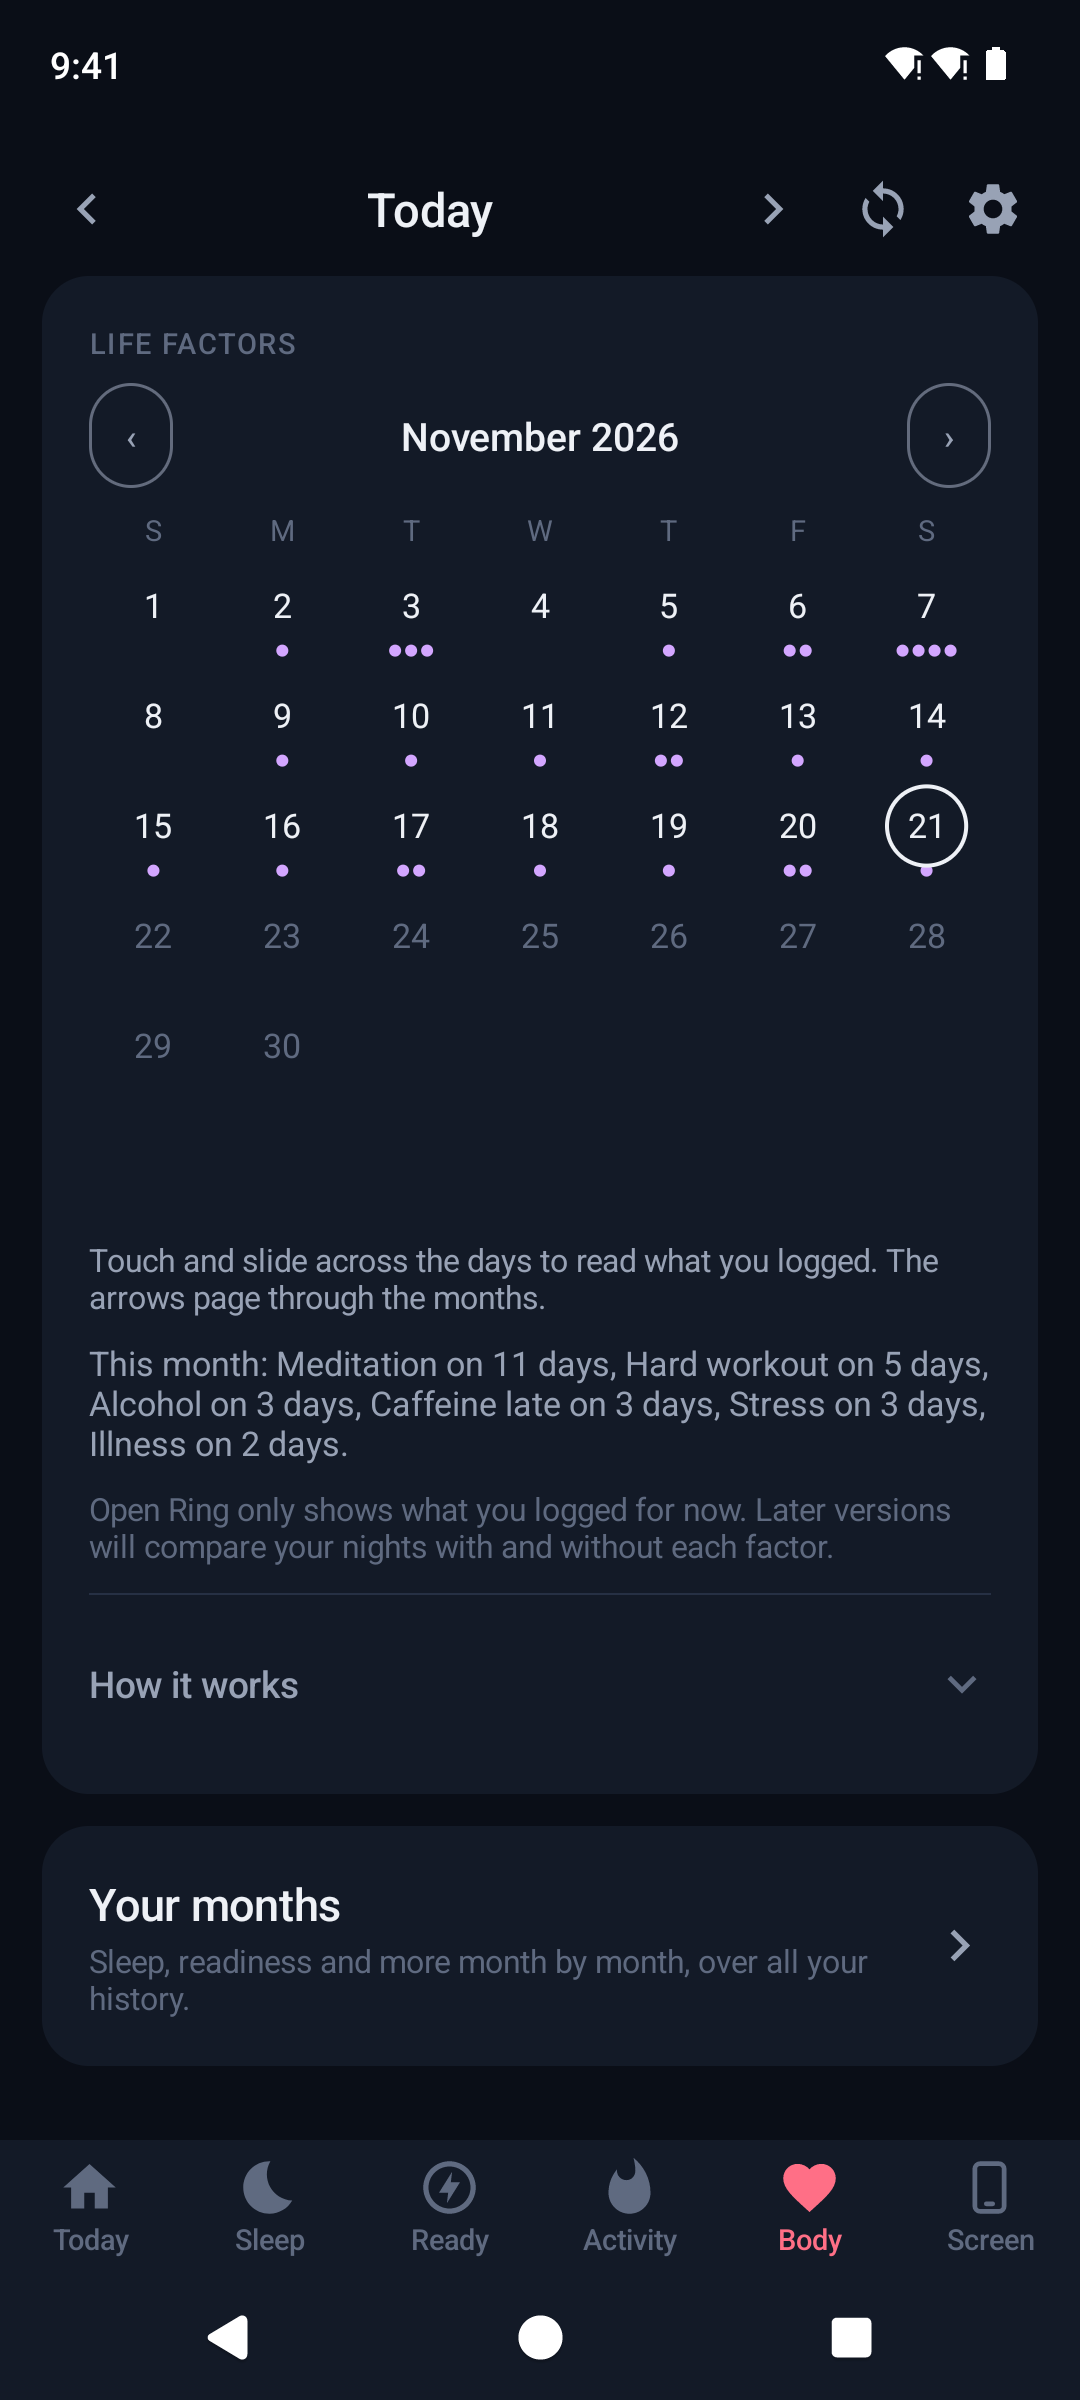 9:41
Today
LIFE FACTORS
‹ November 2026 ›
S M T W T F S
1 2 3 4 5 6 7
8 9 10 11 12 13 14
15 16 17 18 19 20 21
22 23 24 25 26 27 28
29 30
Touch and slide across the days to read what you logged. The
arrows page through the months.
This month: Meditation on 11 days, Hard workout on 5 days,
Alcohol on 3 days, Caffeine late on 3 days, Stress on 3 days,
Illness on 2 days.
Open Ring only shows what you logged for now. Later versions
will compare your nights with and without each factor.
How it works
Your months
Sleep, readiness and more month by month, over all your
history.
Today Sleep Ready Activity Body Screen